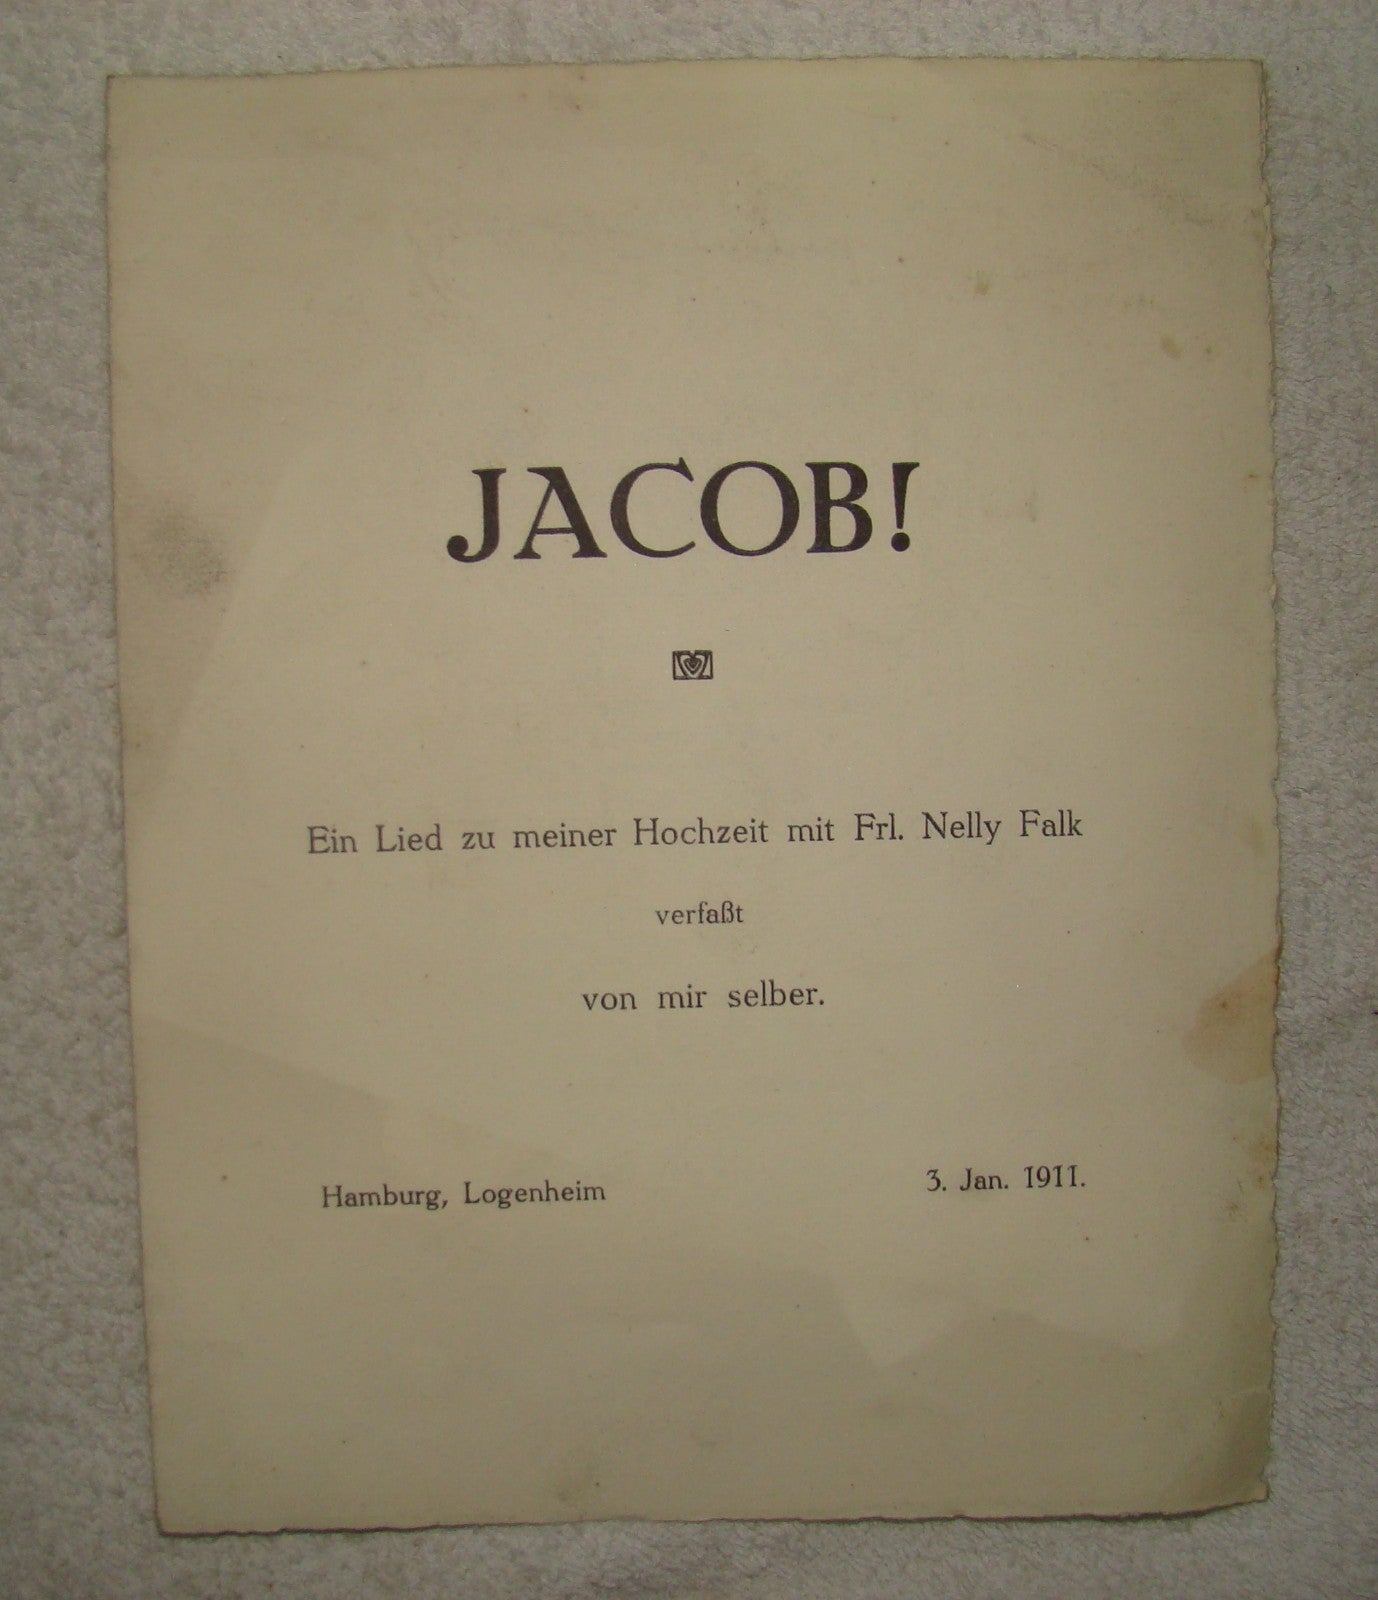 JACOB!
Ein Lied zu meiner Hochzeit mit Frl. Nelly Falk
verfaßt
von mir selber.
Hamburg, Logenheim 3. Jan. 1911.